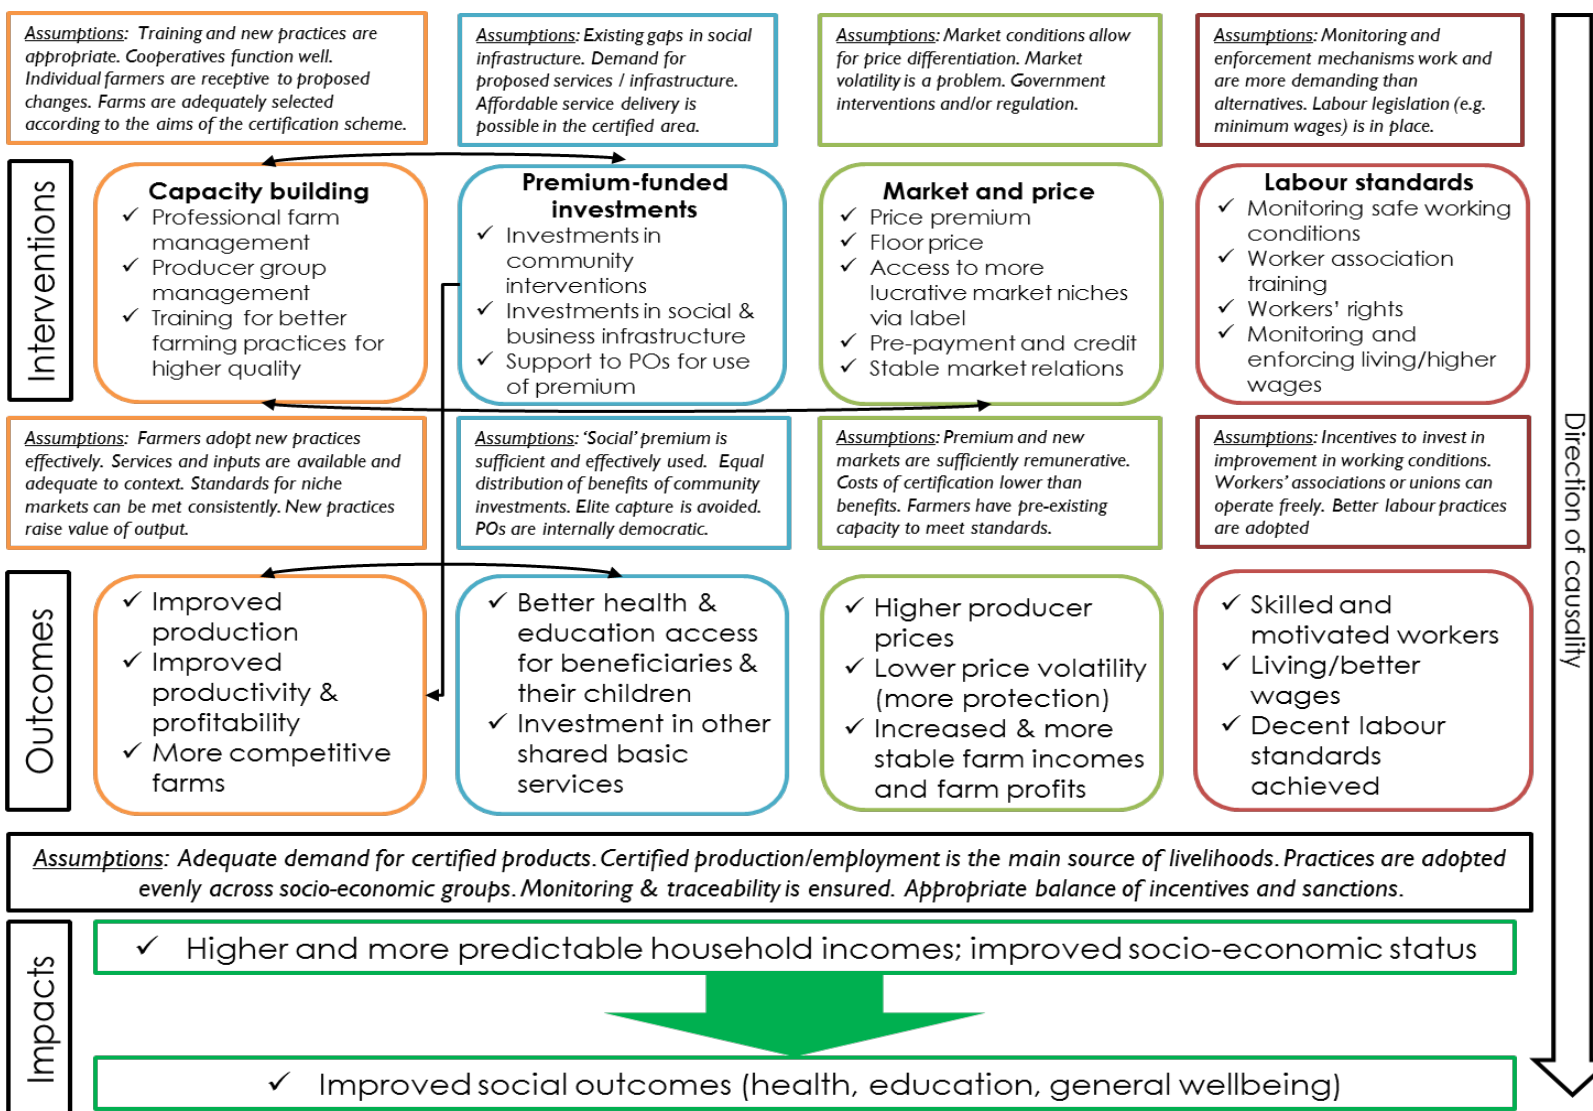 Assumptions: Training and new practices are
appropriate. Cooperatives function well.
Individual farmers are receptive to proposed
changes. Farms are adequately selected
according to the aims of the certification scheme.
Assumptions: Existing gaps in social
infrastructure. Demand for
proposed services / infrastructure.
Affordable service delivery is
possible in the certified area.
Assumptions: Market conditions allow
for price differentiation. Market
volatility is a problem. Government
interventions and/or regulation.
Assumptions: Monitoring and
enforcement mechanisms work and
are more demanding than
alternatives. Labour legislation (e.g.
minimum wages) is in place.
Interventions
Capacity building
✓ Professional farm
management
✓ Producer group
management
✓ Training for better
farming practices for
higher quality
Premium-funded
investments
✓ Investments in
community
interventions
✓ Investments in social &
business infrastructure
✓ Support to POs for use
of premium
Market and price
✓ Price premium
✓ Floor price
✓ Access to more
lucrative market niches
via label
✓ Pre-payment and credit
✓ Stable market relations
Labour standards
✓ Monitoring safe working
conditions
✓ Worker association
training
✓ Workers' rights
✓ Monitoring and
enforcing living/higher
wages
Assumptions: Farmers adopt new practices
effectively. Services and inputs are available and
adequate to context. Standards for niche
markets can be met consistently. New practices
raise value of output.
Assumptions: 'Social' premium is
sufficient and effectively used. Equal
distribution of benefits of community
investments. Elite capture is avoided.
POs are internally democratic.
Assumptions: Premium and new
markets are sufficiently remunerative.
Costs of certification lower than
benefits. Farmers have pre-existing
capacity to meet standards.
Assumptions: Incentives to invest in
improvement in working conditions.
Workers' associations or unions can
operate freely. Better labour practices
are adopted
Outcomes
✓ Improved
production
✓ Improved
productivity &
profitability
✓ More competitive
farms
✓ Better health &
education access
for beneficiaries &
their children
✓ Investment in other
shared basic
services
✓ Higher producer
prices
✓ Lower price volatility
(more protection)
✓ Increased & more
stable farm incomes
and farm profits
✓ Skilled and
motivated workers
✓ Living/better
wages
✓ Decent labour
standards
achieved
Assumptions: Adequate demand for certified products. Certified production/employment is the main source of livelihoods. Practices are adopted
evenly across socio-economic groups. Monitoring & traceability is ensured. Appropriate balance of incentives and sanctions.
Impacts
✓ Higher and more predictable household incomes; improved socio-economic status
✓ Improved social outcomes (health, education, general wellbeing)
Direction of causality